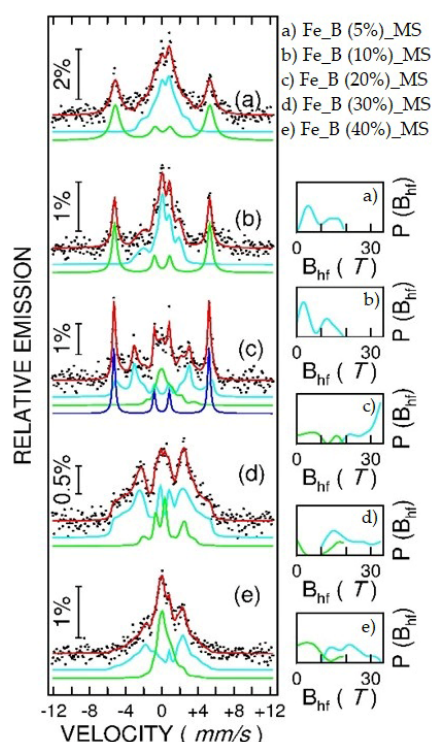 a) Fe_B (5%)_MS
b) Fe_B (10%)_MS
c) Fe_B (20%)_MS
d) Fe_B (30%)_MS
e) Fe_B (40%)_MS
RELATIVE EMISSION
2%
(a)
1%
(b)
1%
(c)
0.5%
(d)
1%
(e)
-12 -8 -4 0 +4 +8 +12
VELOCITY ( mm/s )
a)
P (Bhf)
0 30
Bhf ( T )
b)
P (Bhf)
0 30
Bhf ( T )
c)
P (Bhf)
0 30
Bhf ( T )
d)
P (Bhf)
0 30
Bhf ( T )
e)
P (Bhf)
0 30
Bhf ( T )